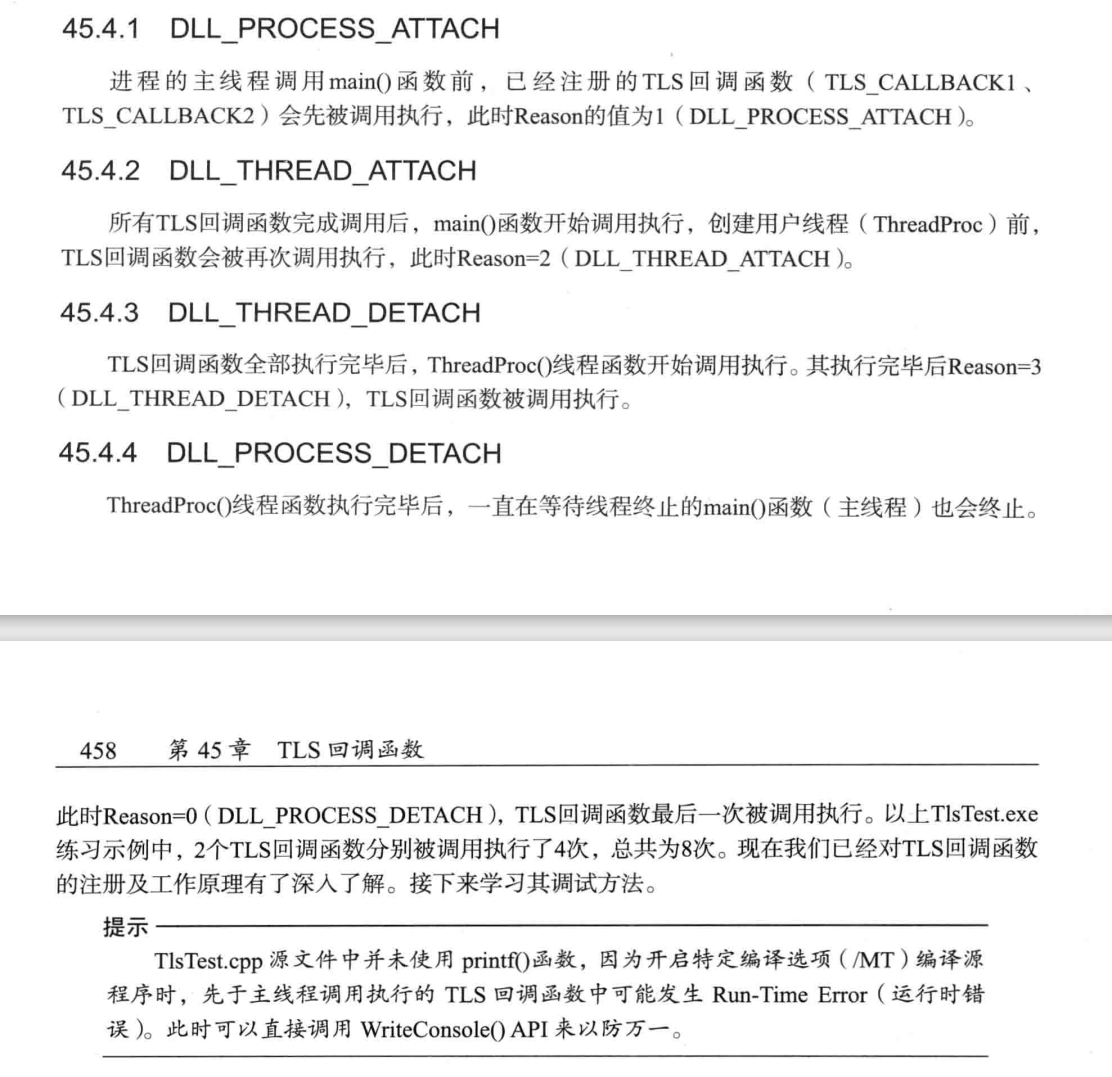 45.4.1 DLL_PROCESS_ATTACH
进程的主线程调用main()函数前，已经注册的TLS回调函数（TLS_CALLBACK1、
TLS_CALLBACK2）会先被调用执行，此时Reason的值为1（DLL_PROCESS_ATTACH）。
45.4.2 DLL_THREAD_ATTACH
所有TLS回调函数完成调用后，main()函数开始调用执行，创建用户线程（ThreadProc）前，
TLS回调函数会被再次调用执行，此时Reason=2（DLL_THREAD_ATTACH）。
45.4.3 DLL_THREAD_DETACH
TLS回调函数全部执行完毕后，ThreadProc()线程函数开始调用执行。其执行完毕后Reason=3
（DLL_THREAD_DETACH），TLS回调函数被调用执行。
45.4.4 DLL_PROCESS_DETACH
ThreadProc()线程函数执行完毕后，一直在等待线程终止的main()函数（主线程）也会终止。
458 第 45 章 TLS 回调函数
此时Reason=0（DLL_PROCESS_DETACH），TLS回调函数最后一次被调用执行。以上TlsTest.exe
练习示例中，2个TLS回调函数分别被调用执行了4次，总共为8次。现在我们已经对TLS回调函数
的注册及工作原理有了深入了解。接下来学习其调试方法。
提示
TlsTest.cpp 源文件中并未使用 printf()函数，因为开启特定编译选项（/MT）编译源
程序时，先于主线程调用执行的 TLS 回调函数中可能发生 Run-Time Error（运行时错
误）。此时可以直接调用 WriteConsole() API 来以防万一。